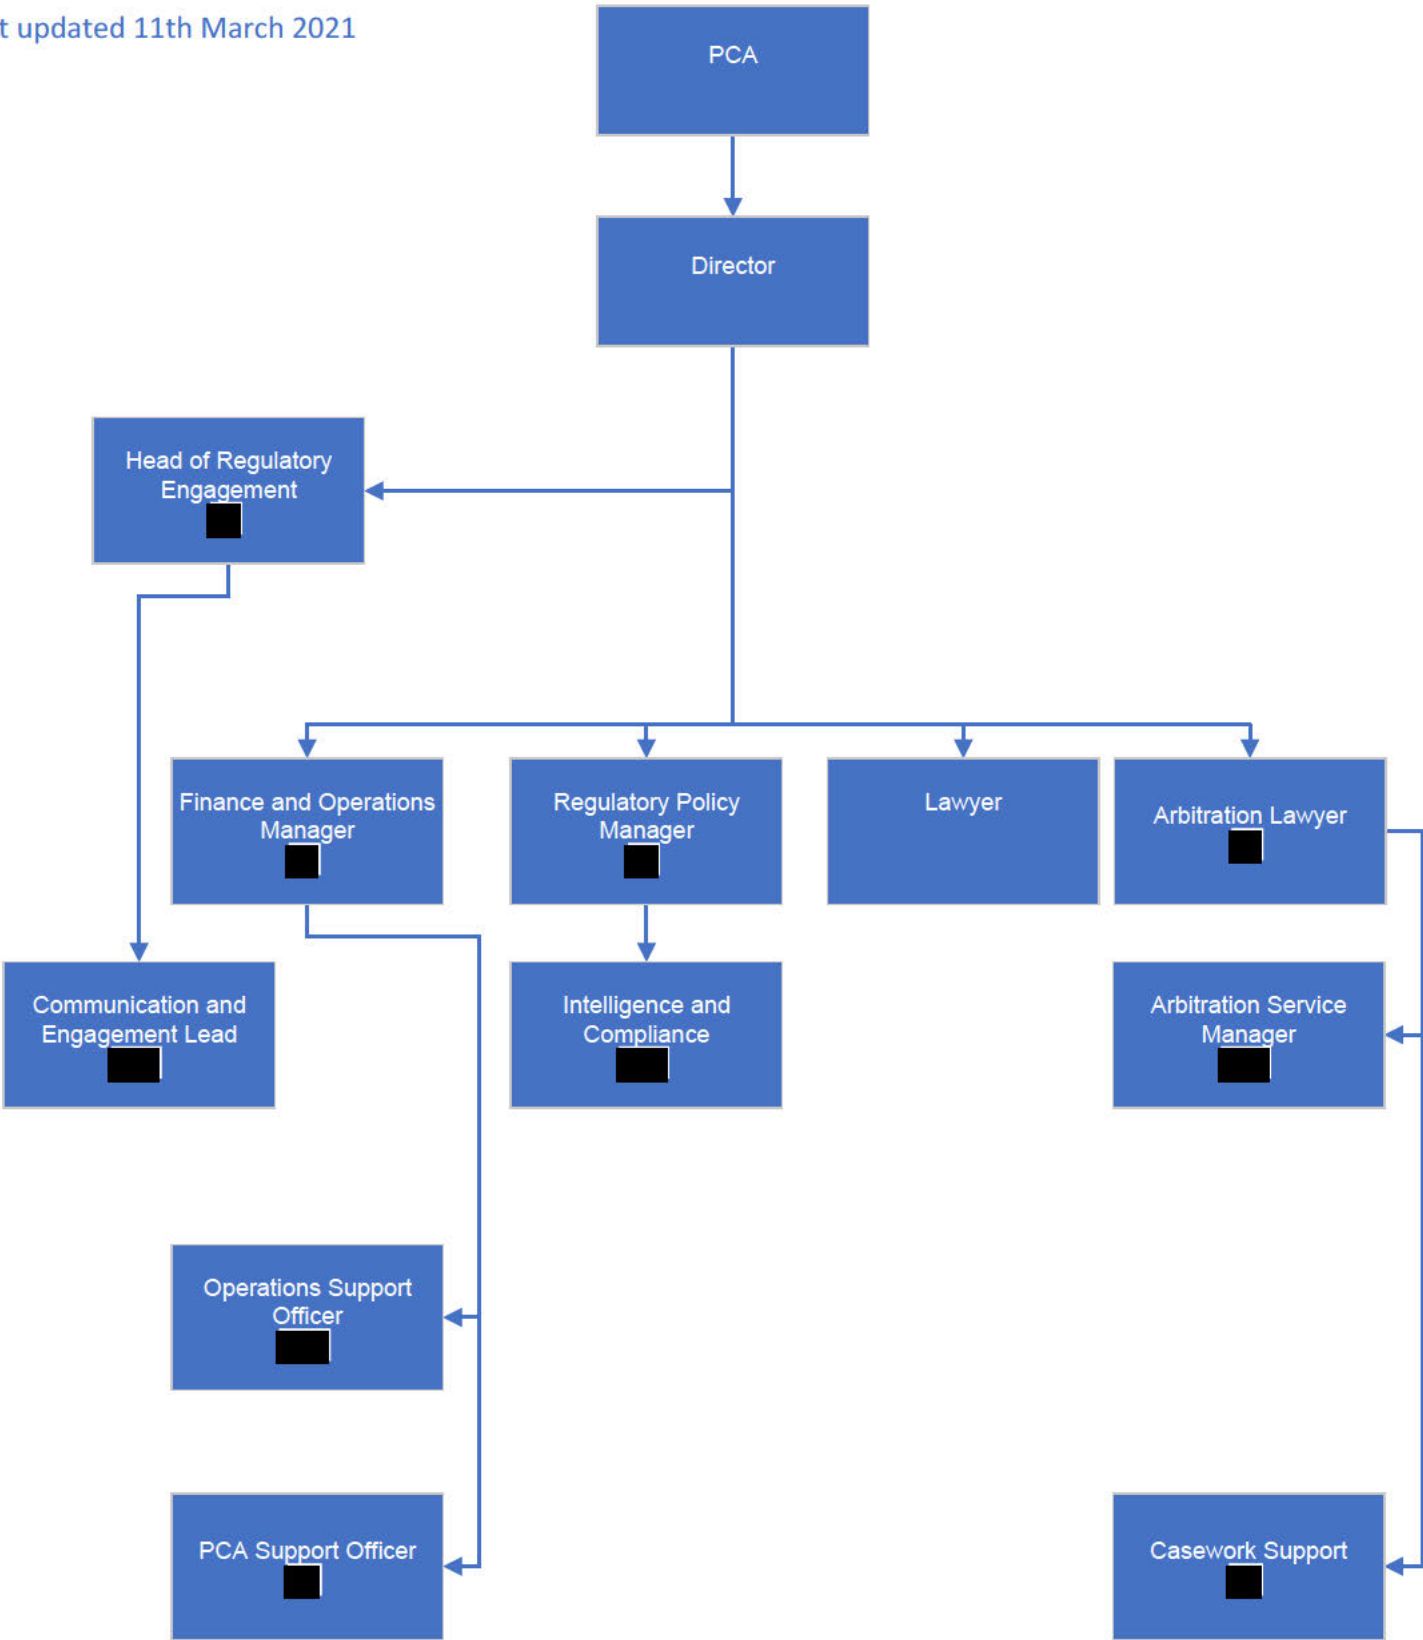 t updated 11th March 2021
PCA
Director
Head of Regulatory
Engagement
Finance and Operations
Manager
Regulatory Policy
Manager
Lawyer
Arbitration Lawyer
Communication and
Engagement Lead
Intelligence and
Compliance
Arbitration Service
Manager
Operations Support
Officer
PCA Support Officer
Casework Support